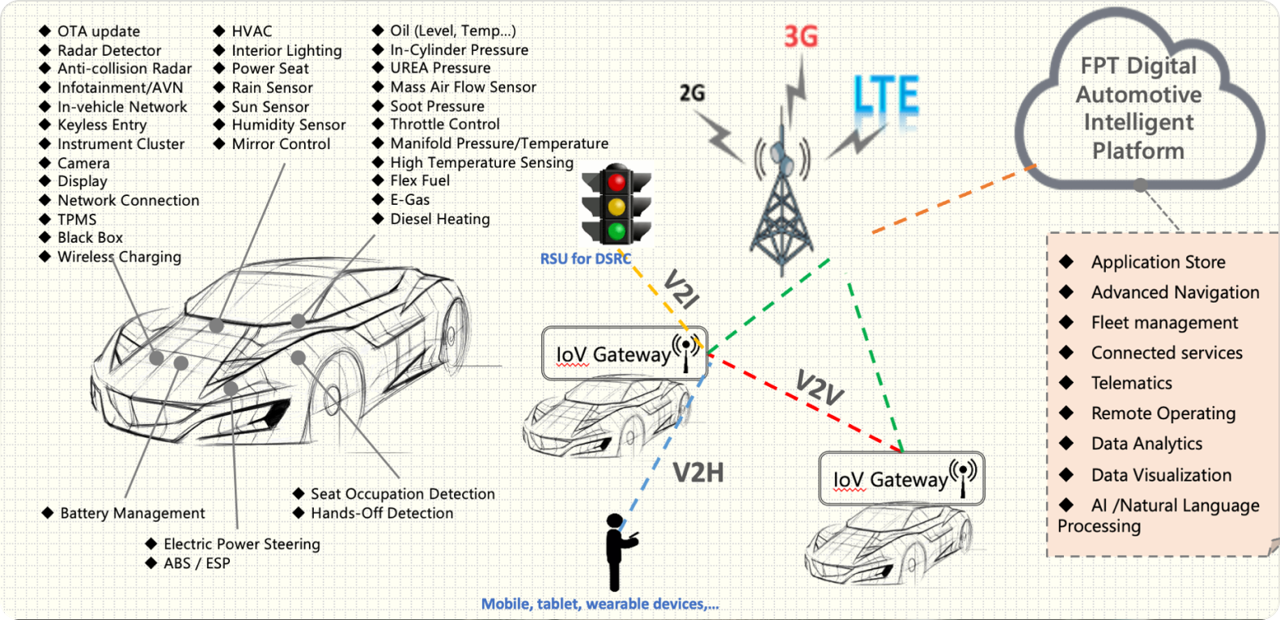 ◆ OTA update
◆ Radar Detector
◆ Anti-collision Radar
◆ Infotainment/AVN
◆ In-vehicle Network
◆ Keyless Entry
◆ Instrument Cluster
◆ Camera
◆ Display
◆ Network Connection
◆ TPMS
◆ Black Box
◆ Wireless Charging
◆ HVAC
◆ Interior Lighting
◆ Power Seat
◆ Rain Sensor
◆ Sun Sensor
◆ Humidity Sensor
◆ Mirror Control
◆ Oil (Level, Temp...)
◆ In-Cylinder Pressure
◆ UREA Pressure
◆ Mass Air Flow Sensor
◆ Soot Pressure
◆ Throttle Control
◆ Manifold Pressure/Temperature
◆ High Temperature Sensing
◆ Flex Fuel
◆ E-Gas
◆ Diesel Heating
◆ Battery Management
◆ Electric Power Steering
◆ ABS / ESP
◆ Seat Occupation Detection
◆ Hands-Off Detection
2G
3G
LTE
RSU for DSRC
V2I
IoV Gateway
V2V
V2H
IoV Gateway
Mobile, tablet, wearable devices,...
FPT Digital
Automotive
Intelligent
Platform
◆ Application Store
◆ Advanced Navigation
◆ Fleet management
◆ Connected services
◆ Telematics
◆ Remote Operating
◆ Data Analytics
◆ Data Visualization
◆ AI /Natural Language
Processing